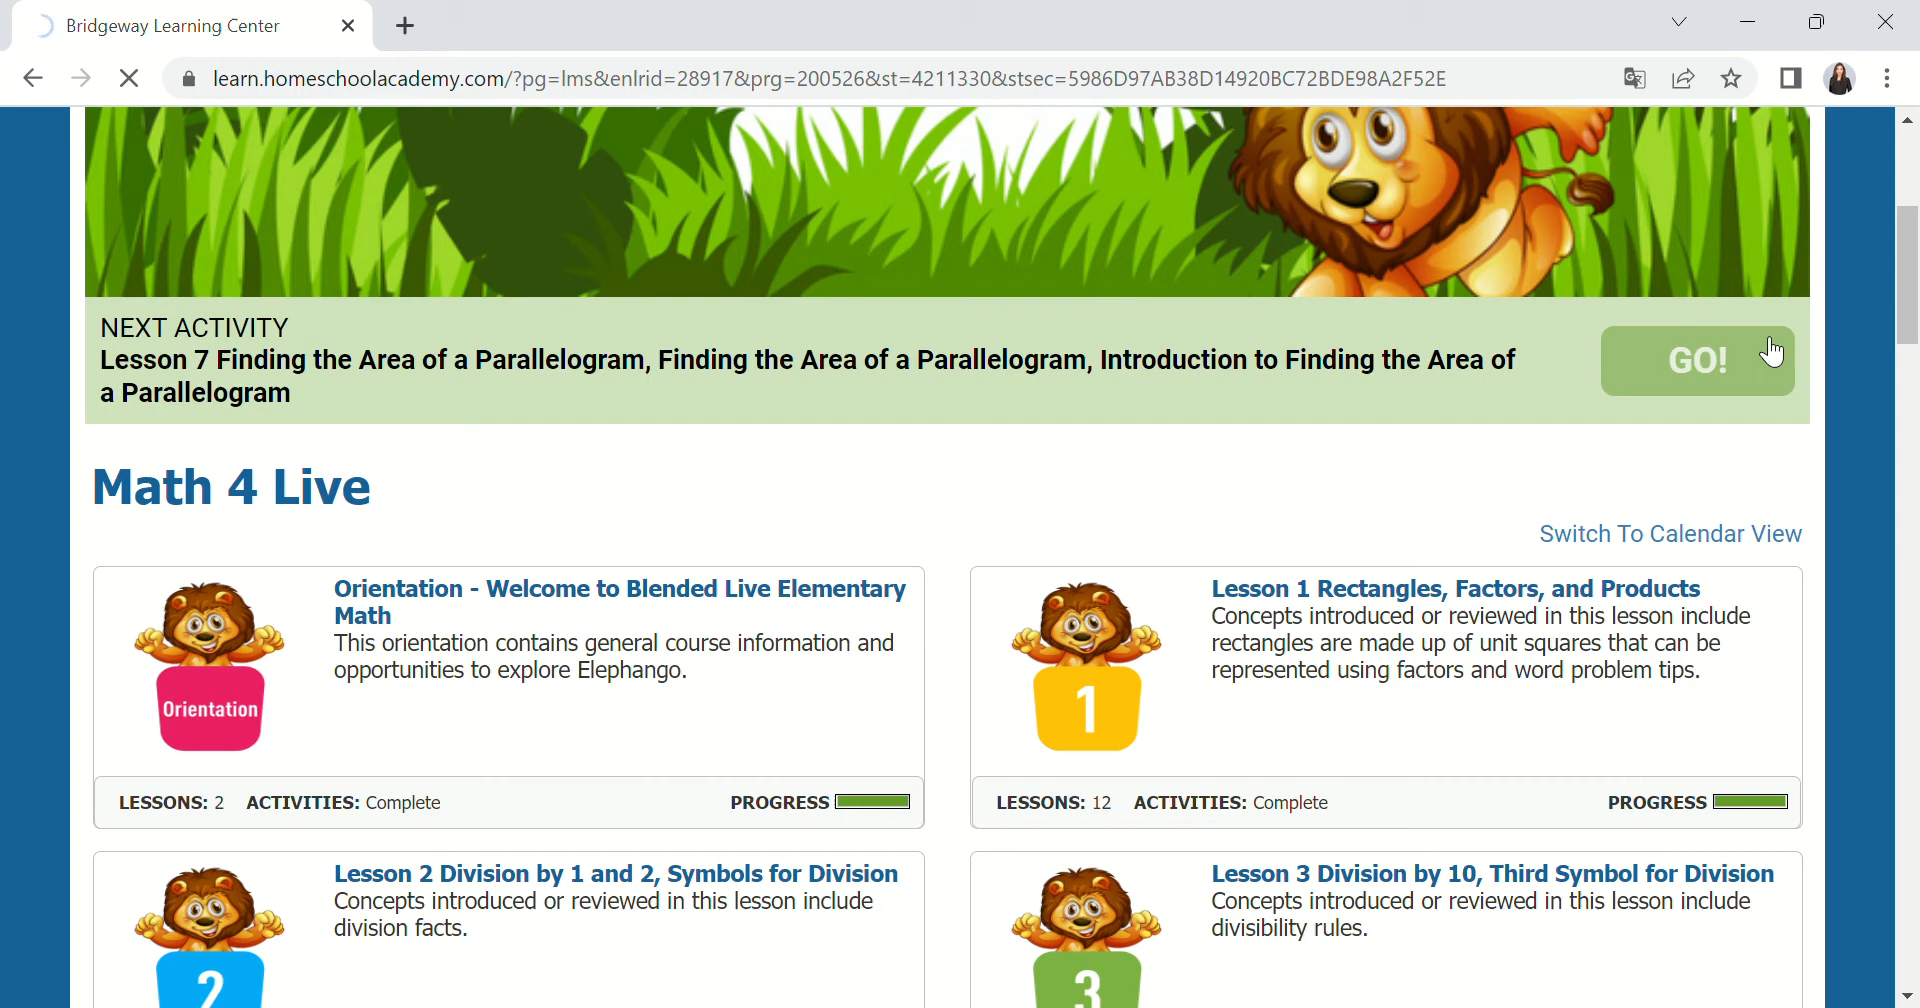 Bridgeway Learning Center
learn.homeschoolacademy.com/?pg=lms&enlrid=28917&prg=200526&st=4211330&stsec=5986D97AB38D14920BC72BDE98A2F52E
NEXT ACTIVITY
Lesson 7 Finding the Area of a Parallelogram, Finding the Area of a Parallelogram, Introduction to Finding the Area of
a Parallelogram
GO!
Math 4 Live
Switch To Calendar View
Orientation - Welcome to Blended Live Elementary
Math
This orientation contains general course information and
opportunities to explore Elephango.
Orientation
LESSONS: 2 ACTIVITIES: Complete PROGRESS
Lesson 1 Rectangles, Factors, and Products
Concepts introduced or reviewed in this lesson include
rectangles are made up of unit squares that can be
represented using factors and word problem tips.
1
LESSONS: 12 ACTIVITIES: Complete PROGRESS
Lesson 2 Division by 1 and 2, Symbols for Division
Concepts introduced or reviewed in this lesson include
division facts.
2
Lesson 3 Division by 10, Third Symbol for Division
Concepts introduced or reviewed in this lesson include
divisibility rules.
3